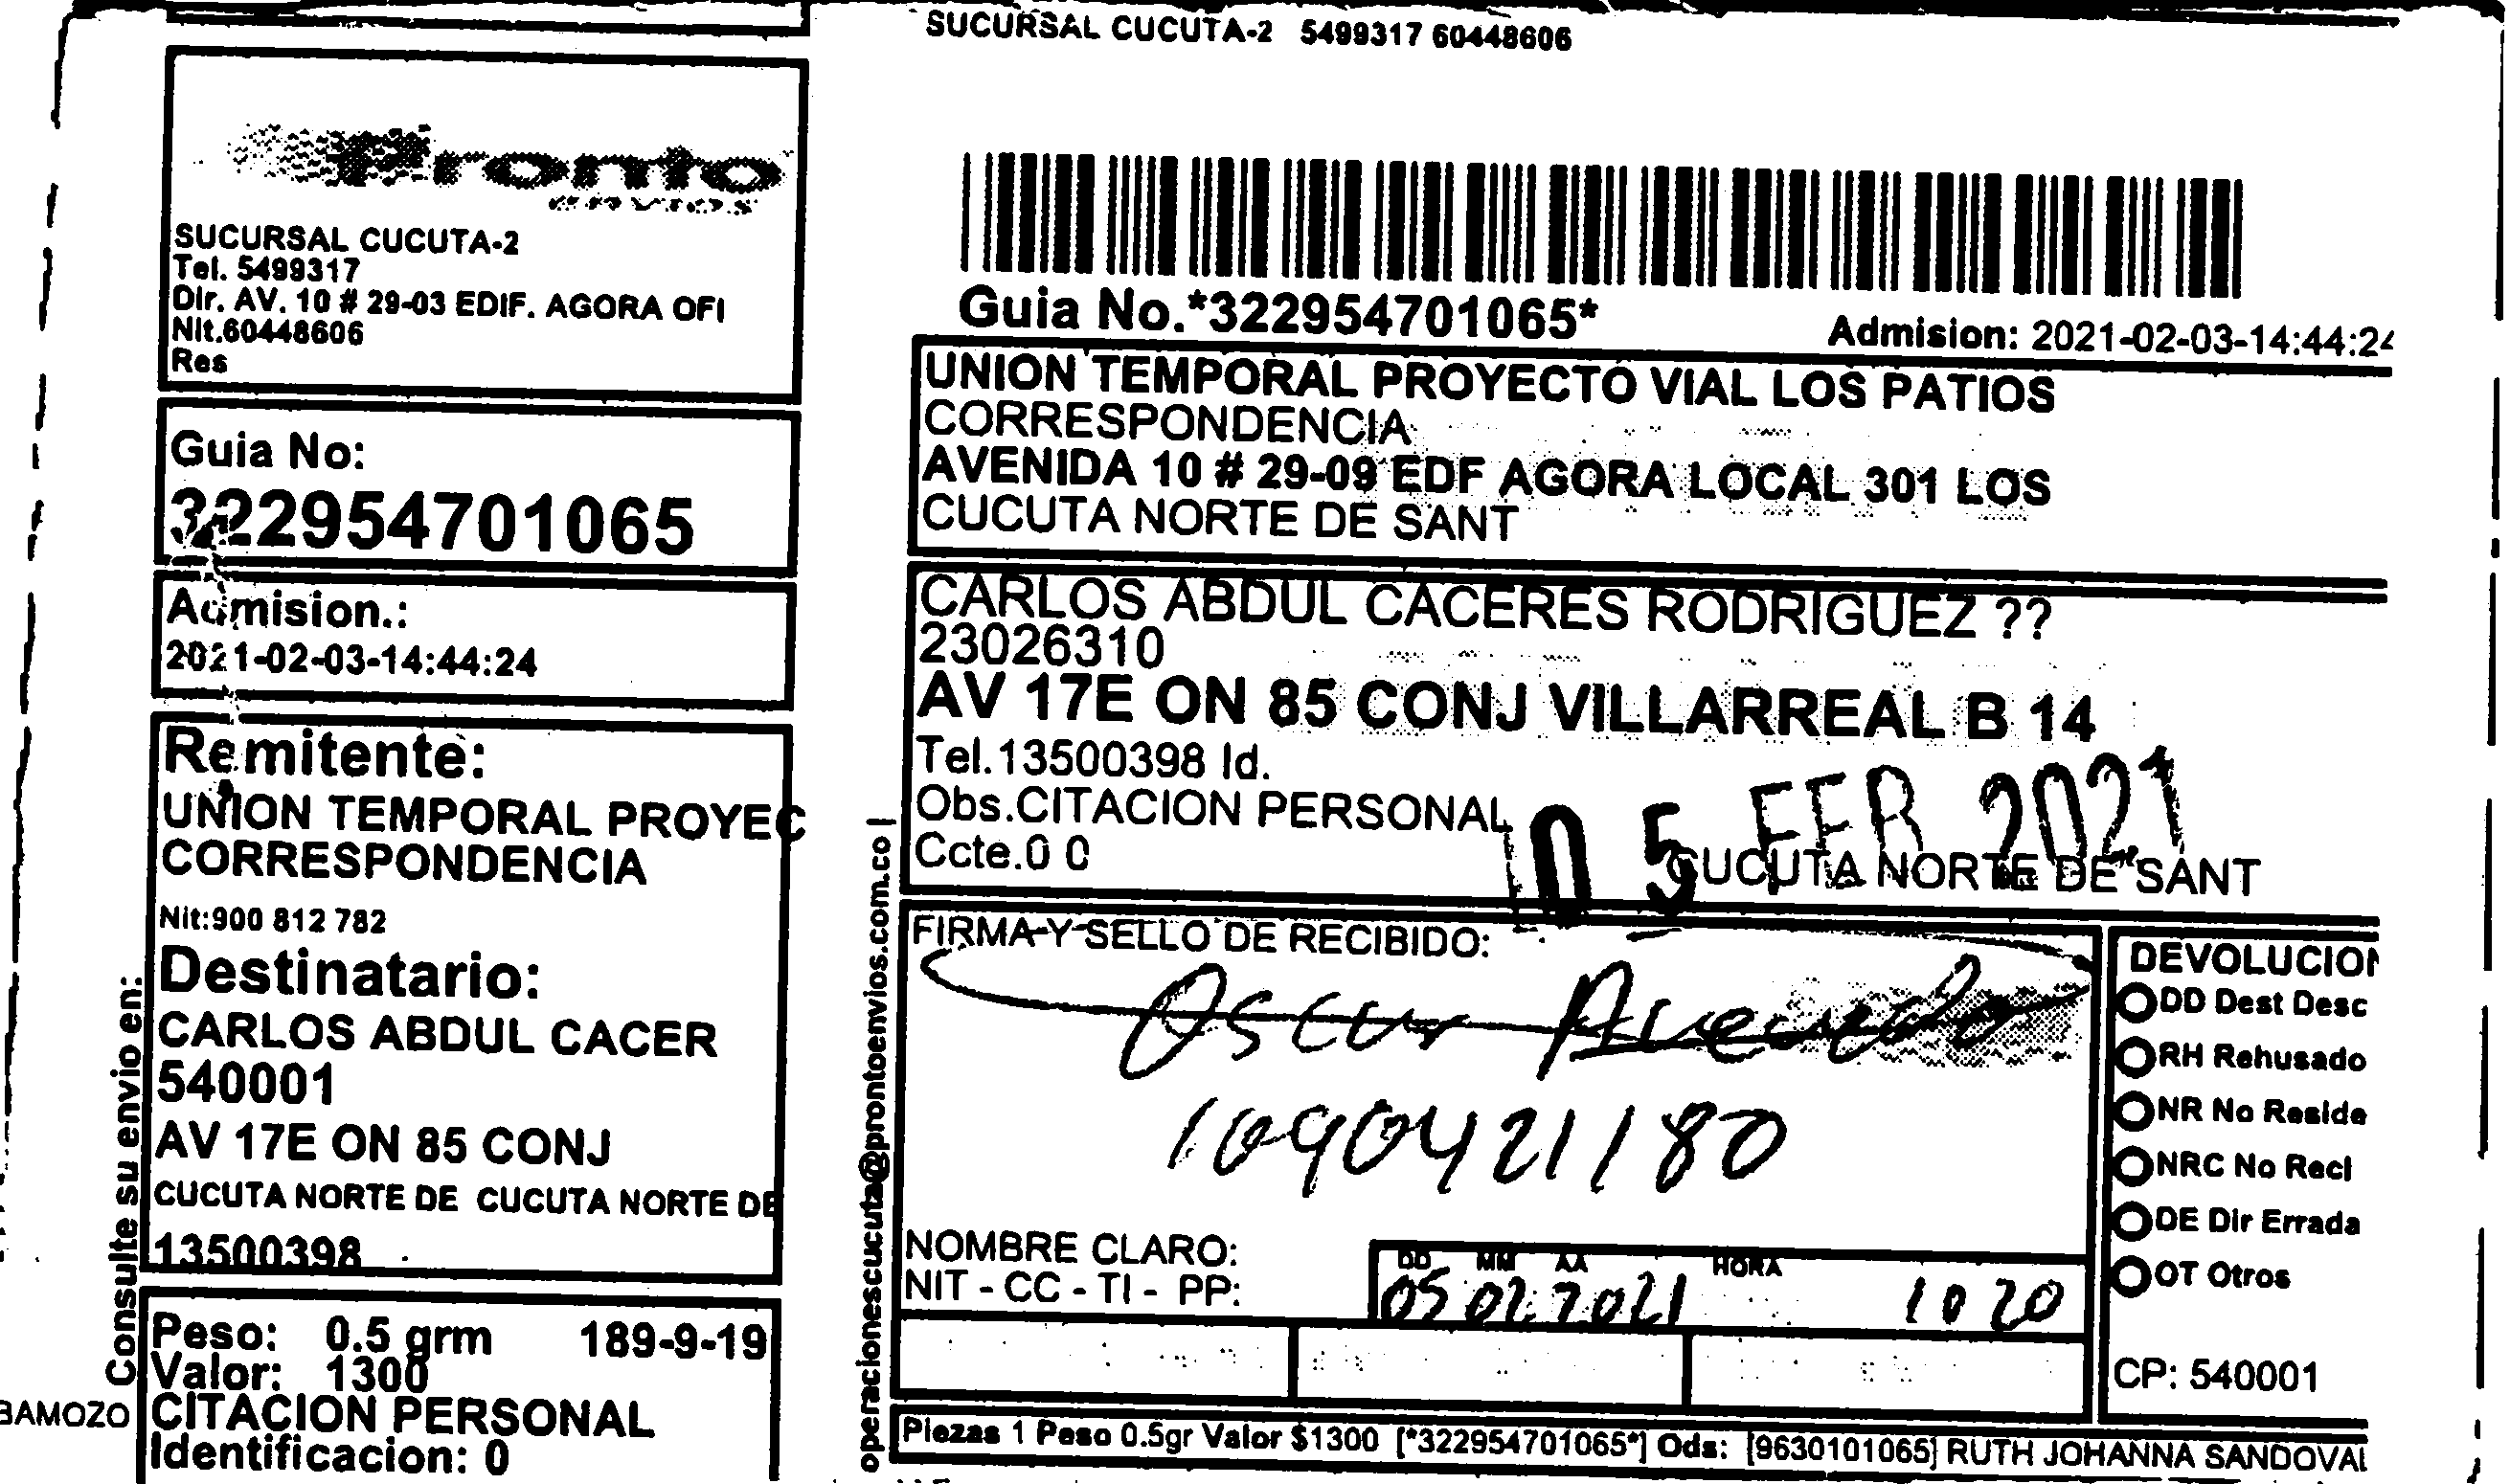 SUCURSAL CUCUTA-2 5499317 60448606
Pronto
envios
SUCURSAL CUCUTA-2
Tel. 5499317
Dir. AV. 10 # 29-03 EDIF. AGORA OFI
Nit.60448606
Res
Guia No:
322954701065
Admision.:
2021-02-03-14:44:24
Remitente:
UNION TEMPORAL PROYEC
CORRESPONDENCIA
Nit:900 812 782
Destinatario:
CARLOS ABDUL CACER
540001
AV 17E ON 85 CONJ
CUCUTA NORTE DE CUCUTA NORTE DE
13500398
Peso: 0.5 grm 189-9-19
Valor: 1300
CITACION PERSONAL
Identificacion: 0
BAMOZO
Consulte su envio en:
operacionescucuta@prontoenvios.com.co |
Guia No.*322954701065*
Admision: 2021-02-03-14:44:24
UNION TEMPORAL PROYECTO VIAL LOS PATIOS
CORRESPONDENCIA
AVENIDA 10 # 29-09 EDF AGORA LOCAL 301 LOS
CUCUTA NORTE DE SANT
CARLOS ABDUL CACERES RODRIGUEZ ??
23026310
AV 17E ON 85 CONJ VILLARREAL B 14
Tel.13500398 Id.
Obs.CITACION PERSONAL
Ccte.0 0
05 FEB 2021
CUCUTA NORTE DE SANT
FIRMA Y SELLO DE RECIBIDO:
Oscar Avendo
1090421180
NOMBRE CLARO:
NIT - CC - TI - PP:
DD MM AA HORA
05 02 2021 10 20
DEVOLUCION
DD Dest Desc
RH Rehusado
NR No Reside
NRC No Recl
DE Dir Errada
OT Otros
CP: 540001
Piezas 1 Peso 0.5gr Valor $1300 [*322954701065*] Ods: [9630101065] RUTH JOHANNA SANDOVAL